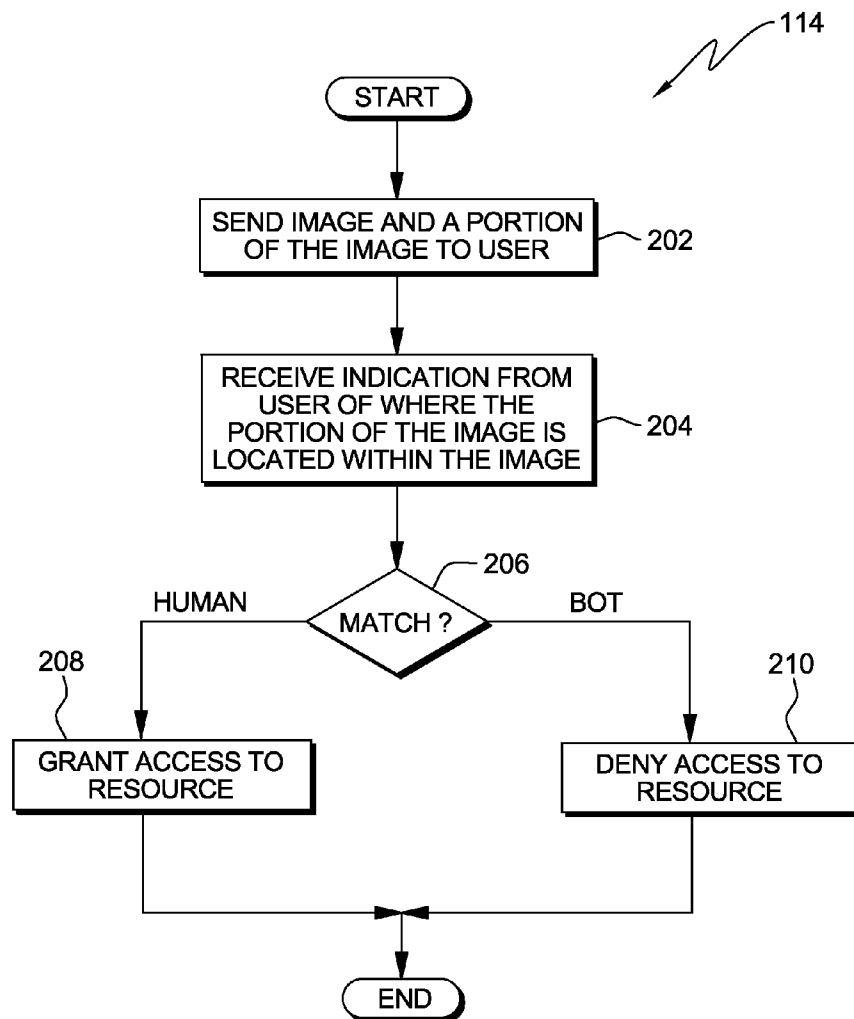 114
START
SEND IMAGE AND A PORTION
OF THE IMAGE TO USER
202
RECEIVE INDICATION FROM
USER OF WHERE THE
PORTION OF THE IMAGE IS
LOCATED WITHIN THE IMAGE
204
206
HUMAN
MATCH ?
BOT
208
210
GRANT ACCESS TO
RESOURCE
DENY ACCESS TO
RESOURCE
END